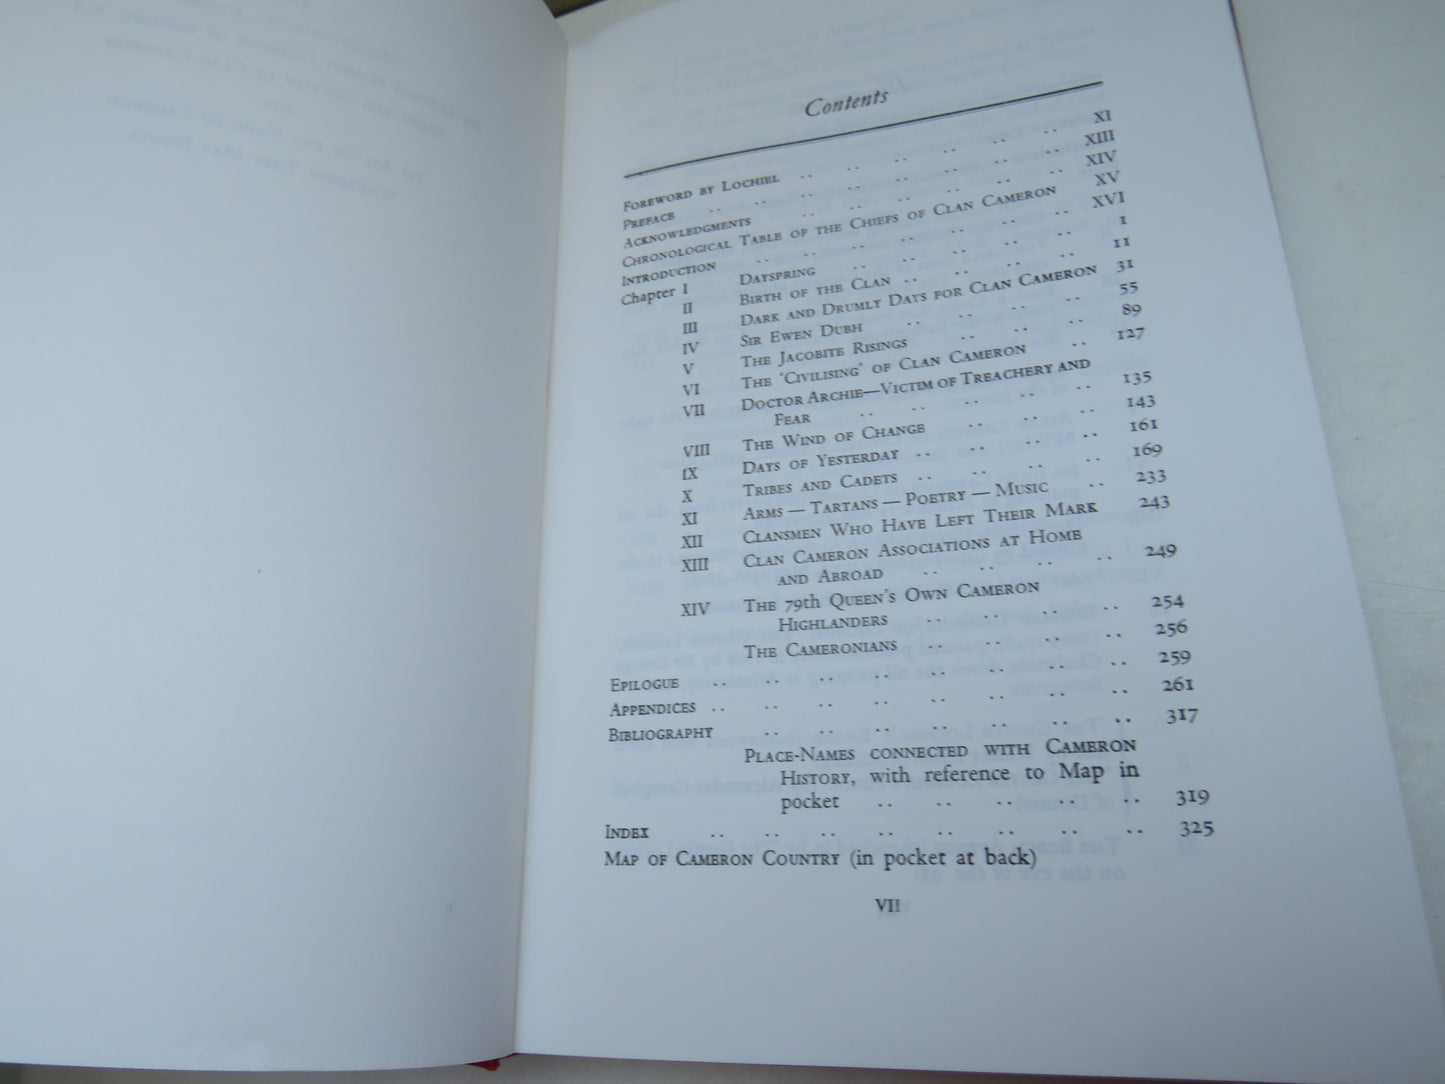 Contents
FOREWORD BY LOCHIEL .. .. .. .. .. XI
PREFACE .. .. .. .. .. .. XIII
ACKNOWLEDGMENTS .. .. .. .. .. XIV
CHRONOLOGICAL TABLE OF THE CHIEFS OF CLAN CAMERON XV
INTRODUCTION .. .. .. .. .. .. XVI
Chapter I DAYSPRING .. .. .. .. .. 1
II BIRTH OF THE CLAN .. .. .. .. 11
III DARK AND DRUMLY DAYS FOR CLAN CAMERON 31
IV SIR EWEN DUBH .. .. .. .. 55
V THE JACOBITE RISINGS .. .. .. 89
VI THE 'CIVILISING' OF CLAN CAMERON .. 127
VII DOCTOR ARCHIE—VICTIM OF TREACHERY AND
FEAR .. .. .. .. .. 135
VIII THE WIND OF CHANGE .. .. .. 143
IX DAYS OF YESTERDAY .. .. .. .. 161
X TRIBES AND CADETS .. .. .. .. 169
XI ARMS — TARTANS — POETRY — MUSIC .. 233
XII CLANSMEN WHO HAVE LEFT THEIR MARK 243
XIII CLAN CAMERON ASSOCIATIONS AT HOME
AND ABROAD .. .. .. .. 249
XIV THE 79th QUEEN'S OWN CAMERON
HIGHLANDERS .. .. .. .. 254
THE CAMERONIANS .. .. .. .. 256
EPILOGUE .. .. .. .. .. .. .. .. 259
APPENDICES .. .. .. .. .. .. .. .. 261
BIBLIOGRAPHY .. .. .. .. .. .. .. 317
PLACE-NAMES CONNECTED WITH CAMERON
HISTORY, with reference to Map in
pocket .. .. .. .. .. 319
INDEX .. .. .. .. .. .. .. .. 325
MAP OF CAMERON COUNTRY (in pocket at back)
VII